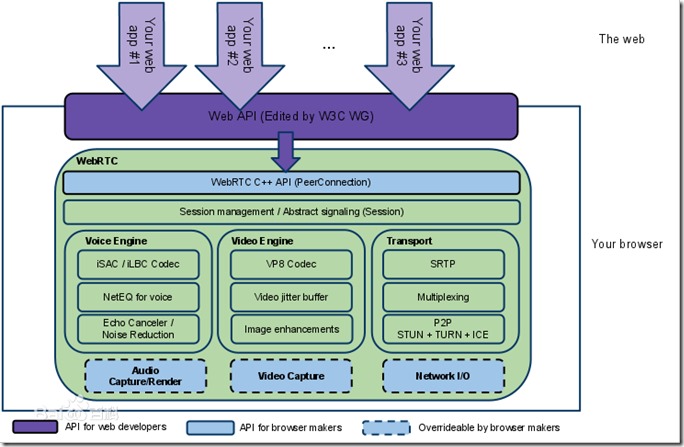 Your web
app #1
Your web
app #2
...
Your web
app #3
The web
Web API (Edited by W3C WG)
WebRTC
WebRTC C++ API (PeerConnection)
Session management / Abstract signaling (Session)
Your browser
Voice Engine
iSAC / iLBC Codec
NetEQ for voice
Echo Canceler /
Noise Reduction
Video Engine
VP8 Codec
Video jitter buffer
Image enhancements
Transport
SRTP
Multiplexing
P2P
STUN + TURN + ICE
Audio
Capture/Render
Video Capture
Network I/O
API for web developers
API for browser makers
Overrideable by browser makers